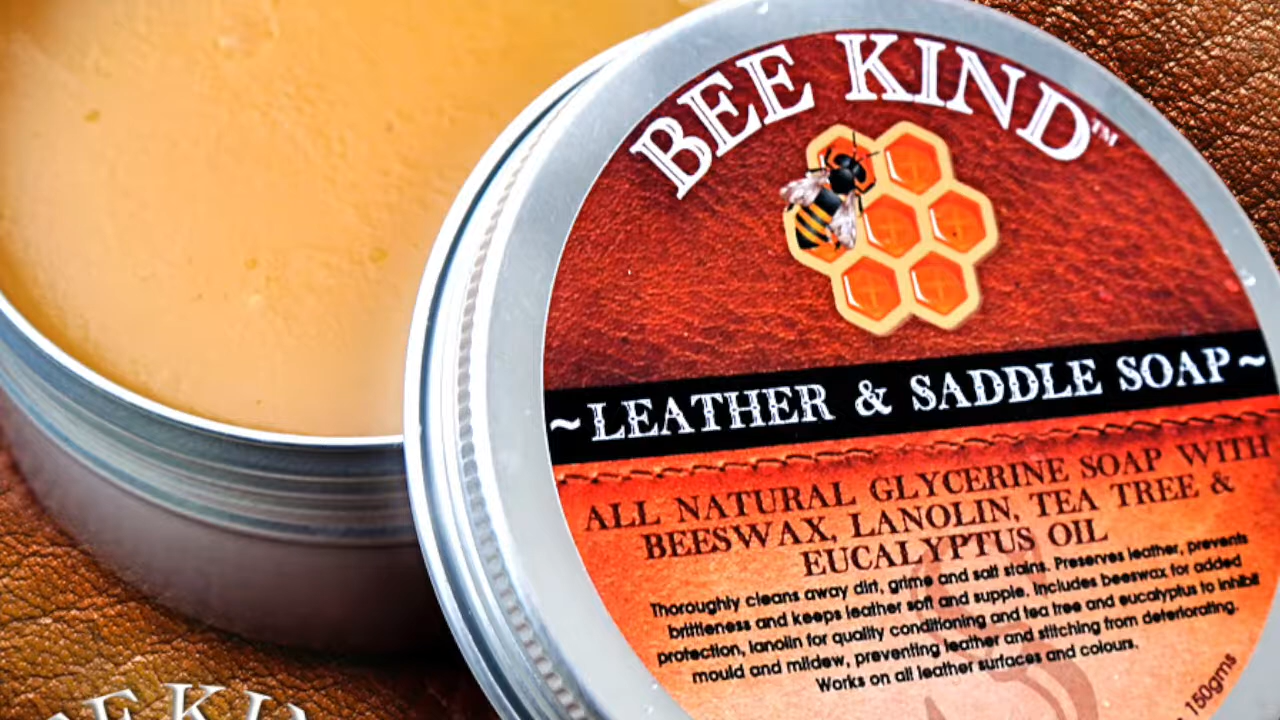 BEE KIND™
~LEATHER & SADDLE SOAP~
ALL NATURAL GLYCERINE SOAP WITH
BEESWAX, LANOLIN, TEA TREE &
EUCALYPTUS OIL
Thoroughly cleans away dirt, grime and salt stains. Preserves leather, prevents
brittleness and keeps leather soft and supple. Includes beeswax for added
protection, lanolin for quality conditioning and tea tree and eucalyptus to inhibit
mould and mildew, preventing leather and stitching from deteriorating.
Works on all leather surfaces and colours.
150gms